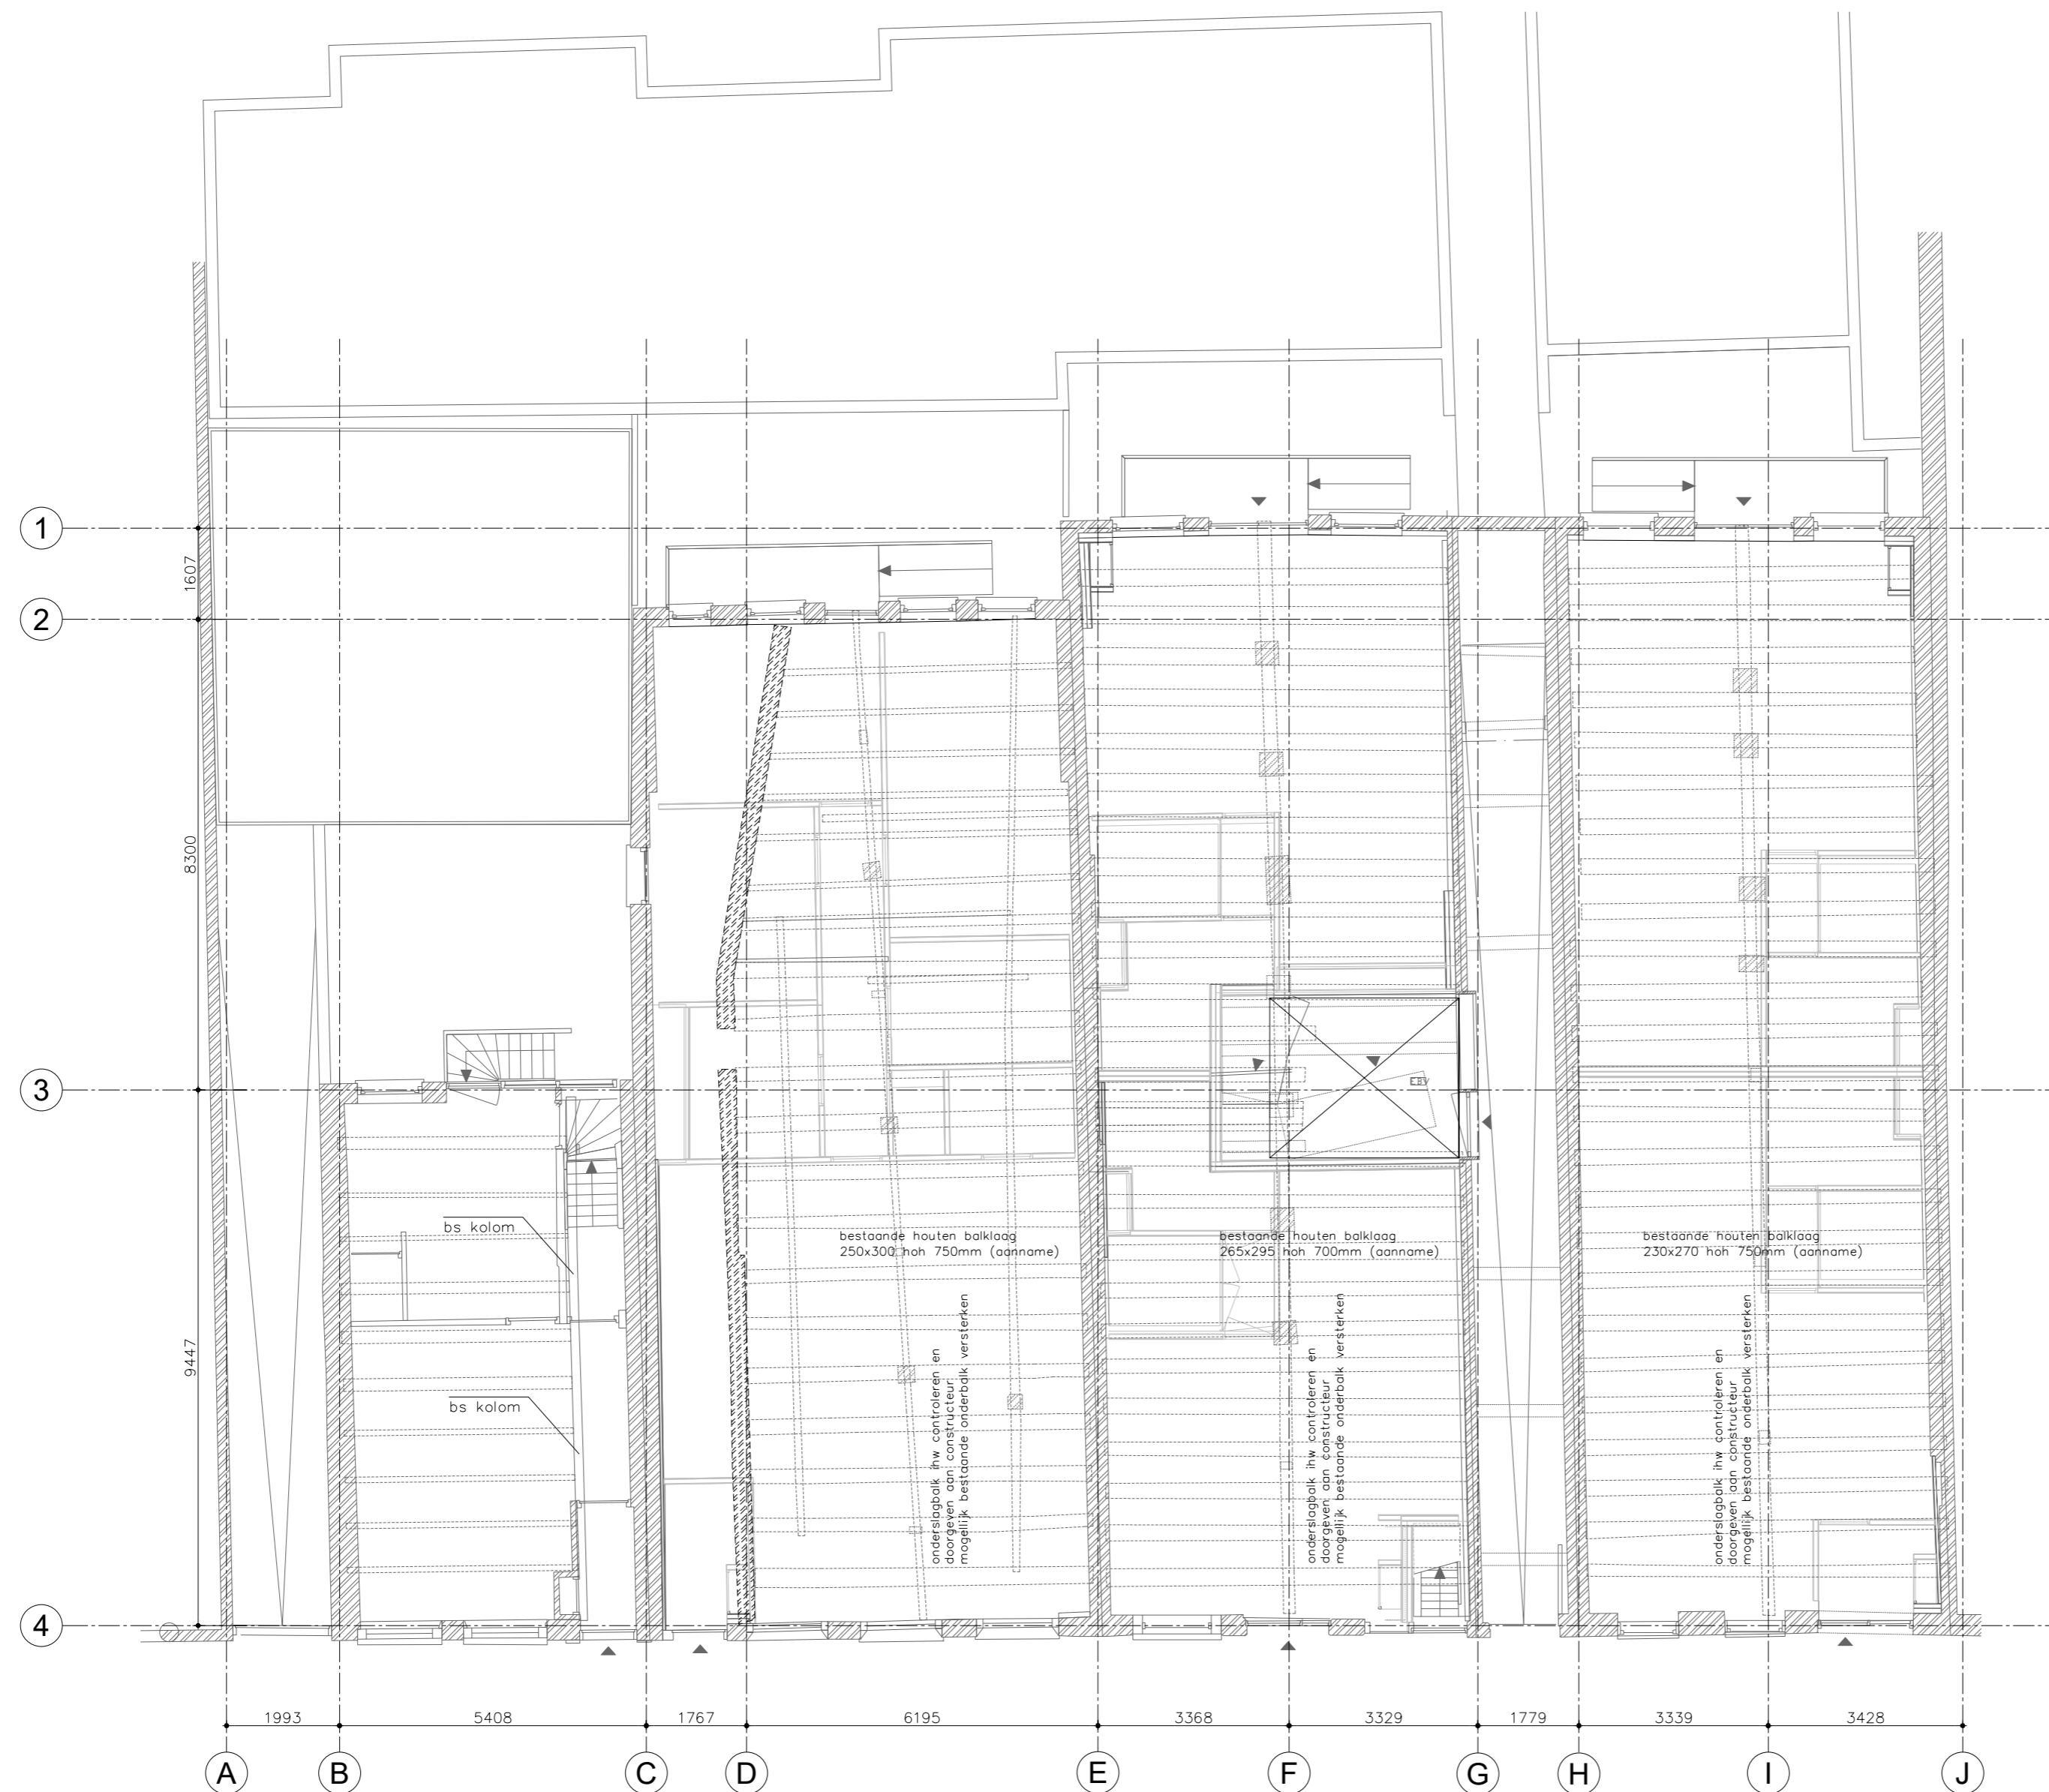 1
1607
2
8300
3
9447
4
bs kolom
bs kolom
bestaande houten balklaag
250x300 hoh 750mm (aanname)
bestaande houten balklaag
265x295 hoh 700mm (aanname)
bestaande houten balklaag
230x270 hoh 750mm (aanname)
onderslagbalk ihw controleren en
doorgeven aan constructeur
mogelijk bestaande onderbalk versterken
onderslagbalk ihw controleren en
doorgeven aan constructeur
mogelijk bestaande onderbalk versterken
onderslagbalk ihw controleren en
doorgeven aan constructeur
mogelijk bestaande onderbalk versterken
1993
5408
1767
6195
3368
3329
1779
3339
3428
A
B
C
D
E
F
G
H
I
J